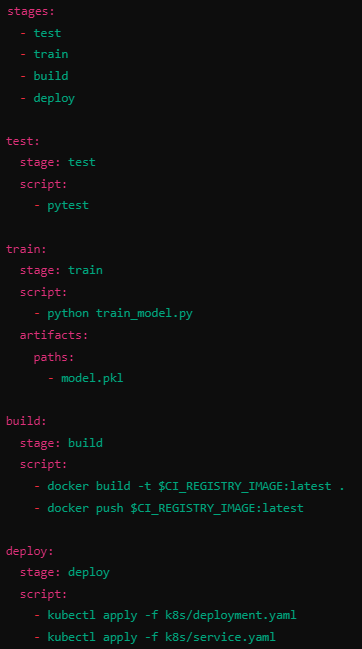 stages:
  - test
  - train
  - build
  - deploy
test:
  stage: test
  script:
    - pytest
train:
  stage: train
  script:
    - python train_model.py
  artifacts:
    paths:
      - model.pkl
build:
  stage: build
  script:
    - docker build -t $CI_REGISTRY_IMAGE:latest .
    - docker push $CI_REGISTRY_IMAGE:latest
deploy:
  stage: deploy
  script:
    - kubectl apply -f k8s/deployment.yaml
    - kubectl apply -f k8s/service.yaml